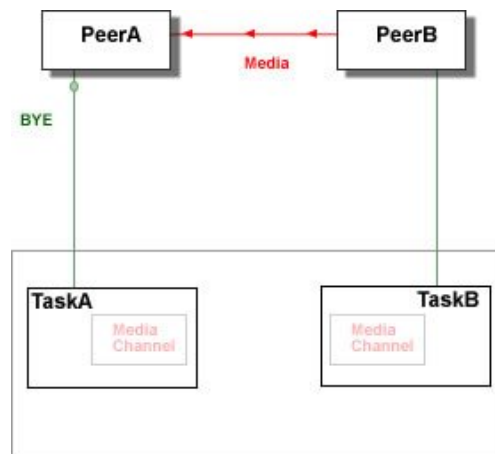 PeerA
PeerB
Media
BYE
TaskA
TaskB
Media
Channel
Media
Channel